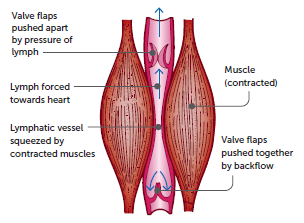 Valve flaps
pushed apart
by pressure of
lymph
Lymph forced
towards heart
Lymphatic vessel
squeezed by
contracted muscles
Muscle
(contracted)
Valve flaps
pushed together
by backflow